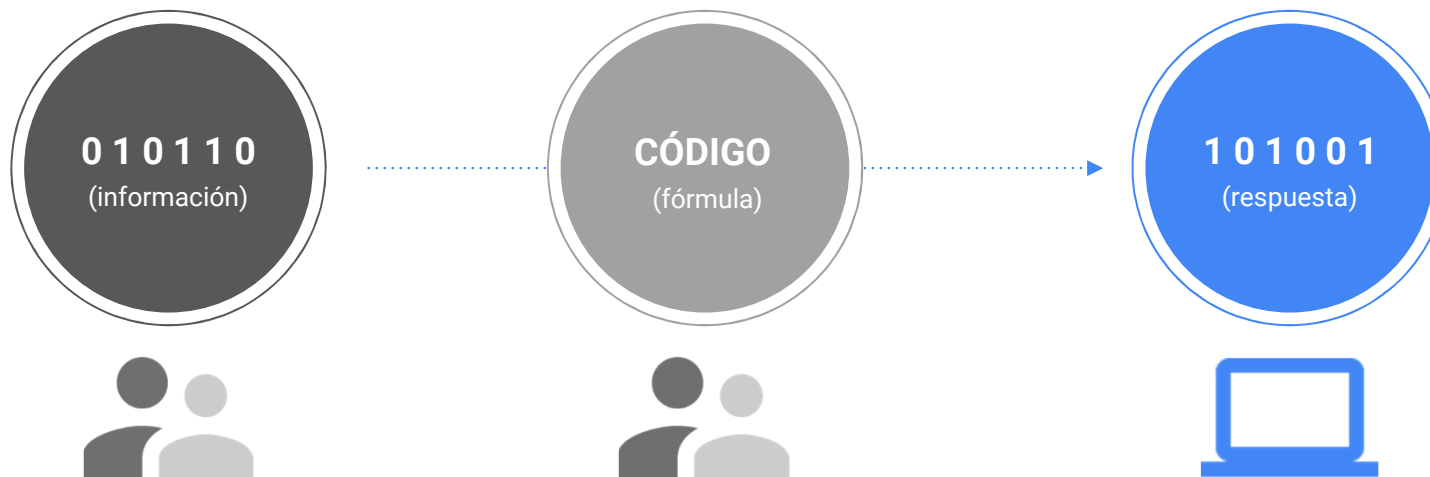 0 1 0 1 1 0
(información)
CÓDIGO
(fórmula)
1 0 1 0 0 1
(respuesta)